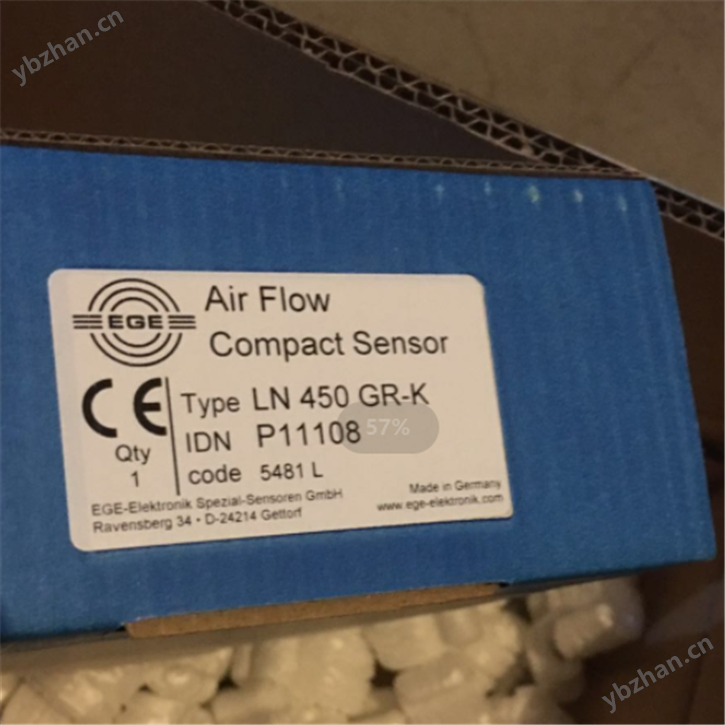 ybzhan.cn
EGE
Air Flow
Compact Sensor
CE
Type LN 450 GR-K
IDN P11108
57%
Qty
1
code 5481 L
EGE-Elektronik Spezial-Sensoren GmbH
Ravensberg 34 • D-24214 Gettorf
Made in Germany
www.ege-elektronik.com
ybzhan.cn